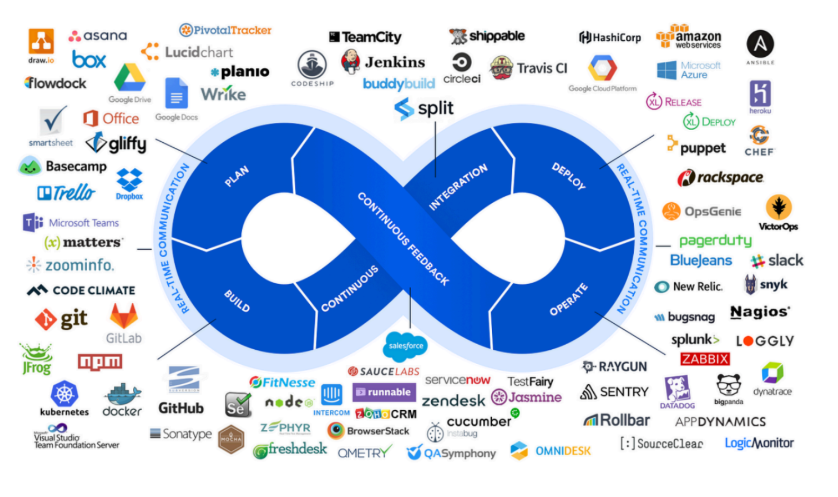 PivotalTracker
asana
draw.io
box
Lucidchart
flowdock
Google Drive
planio
Google Docs
Wrike
smartsheet
Office
gliffy
Basecamp
Trello
Dropbox
TeamCity
shippable
CODESHIP
Jenkins
circleci
Travis CI
buddybuild
split
HashiCorp
amazon
webservices
ANSIBLE
Google Cloud Platform
Microsoft
Azure
XL RELEASE
heroku
XL DEPLOY
puppet
CHEF
rackspace
REAL-TIME COMMUNICATION
PLAN
CONTINUOUS FEEDBACK
CONTINUOUS
INTEGRATION
DEPLOY
REAL-TIME COMMUNICATION
BUILD
OPERATE
Microsoft Teams
(x)matters
zoominfo.
OpsGenie
VictorOps
pagerduty
BlueJeans
slack
CODE CLIMATE
git
GitLab
JFrog
npm
kubernetes
docker
GitHub
Microsoft
Visual Studio
Team Foundation Server
Sonatype
New Relic.
snyk
bugsnag
Nagios
splunk>
LOGGLY
ZABBIX
RAYGUN
SENTRY
DATADOG
bigpanda
dynatrace
Rollbar
APPDYNAMICS
[:]SourceClear
LogicMonitor
salesforce
SAUCELABS
FitNesse
Se
node
INTERCOM
runnable
ZOHO CRM
servicenow
TestFairy
zendesk
Jasmine
ZEPHYR
MOCHA
BrowserStack
cucumber
instabug
freshdesk
QMETRY
QASymphony
OMNIDESK